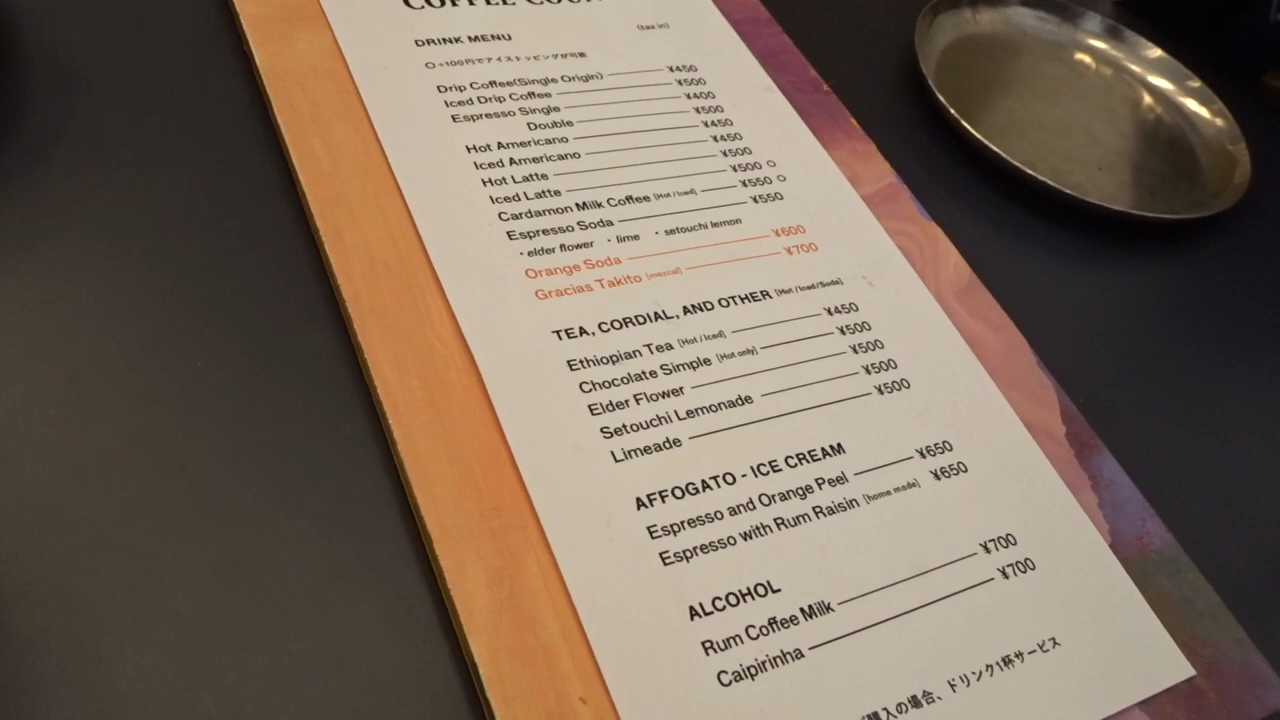 COFFEE COUN
DRINK MENU (tax in)
○+100円でアイストッピングが可能
Drip Coffee(Single Origin) ¥450
Iced Drip Coffee ¥500
Espresso Single ¥400
Double ¥500
Hot Americano ¥450
Iced Americano ¥450
Hot Latte ¥500
Iced Latte ¥500 ○
Cardamon Milk Coffee [Hot / Iced] ¥550 ○
Espresso Soda ¥550
・elder flower ・lime ・setouchi lemon
Orange Soda ¥600
Gracias Takito [mezcal] ¥700
TEA, CORDIAL, AND OTHER [Hot / Iced/Soda]
Ethiopian Tea [Hot / Iced] ¥450
Chocolate Simple [Hot only] ¥500
Elder Flower ¥500
Setouchi Lemonade ¥500
Limeade ¥500
AFFOGATO - ICE CREAM
Espresso and Orange Peel ¥650
Espresso with Rum Raisin [home made] ¥650
ALCOHOL
Rum Coffee Milk ¥700
Caipirinha ¥700
購入の場合、ドリンク1杯サービス